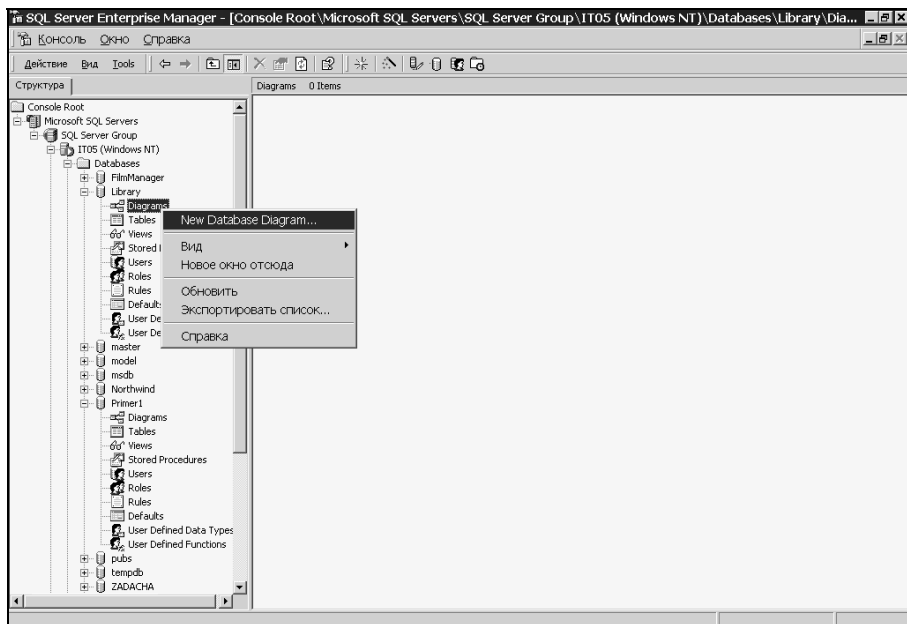 SQL Server Enterprise Manager - [Console Root\Microsoft SQL Servers\SQL Server Group\IT05 (Windows NT)\Databases\Library\Dia...
Консоль Окно Справка
Действие Вид Tools
Структура
Diagrams 0 Items
Console Root
Microsoft SQL Servers
SQL Server Group
IT05 (Windows NT)
Databases
FilmManager
Library
Diagrams
Tables
Views
Stored
Users
Roles
Rules
Default
User De
User De
New Database Diagram...
Вид
Новое окно отсюда
Обновить
Экспортировать список...
Справка
master
model
msdb
Northwind
Primer1
Diagrams
Tables
Views
Stored Procedures
Users
Roles
Rules
Defaults
User Defined Data Types
User Defined Functions
pubs
tempdb
ZADACHA